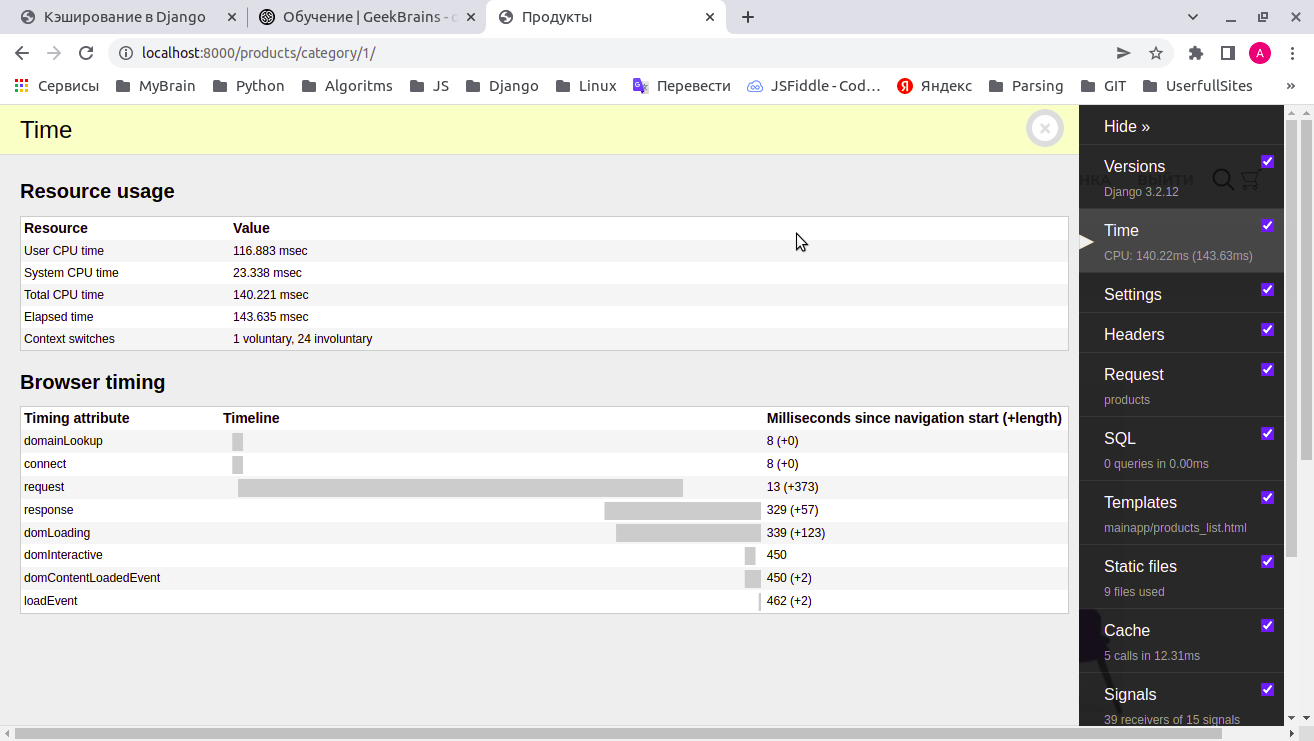 Кэширование в Django
Обучение | GeekBrains -
Продукты
localhost:8000/products/category/1/
A
Сервисы MyBrain Python Algoritms JS Django Linux Перевести JSFiddle - Cod… Яндекс Parsing GIT UserfullSites »
Time
Resource usage
Resource Value
User CPU time 116.883 msec
System CPU time 23.338 msec
Total CPU time 140.221 msec
Elapsed time 143.635 msec
Context switches 1 voluntary, 24 involuntary
Browser timing
Timing attribute Timeline Milliseconds since navigation start (+length)
domainLookup 8 (+0)
connect 8 (+0)
request 13 (+373)
response 329 (+57)
domLoading 339 (+123)
domInteractive 450
domContentLoadedEvent 450 (+2)
loadEvent 462 (+2)
Hide »
Versions
Django 3.2.12
ВЫЙТИ
Time
CPU: 140.22ms (143.63ms)
Settings
Headers
Request
products
SQL
0 queries in 0.00ms
Templates
mainapp/products_list.html
Static files
9 files used
Cache
5 calls in 12.31ms
Signals
39 receivers of 15 signals